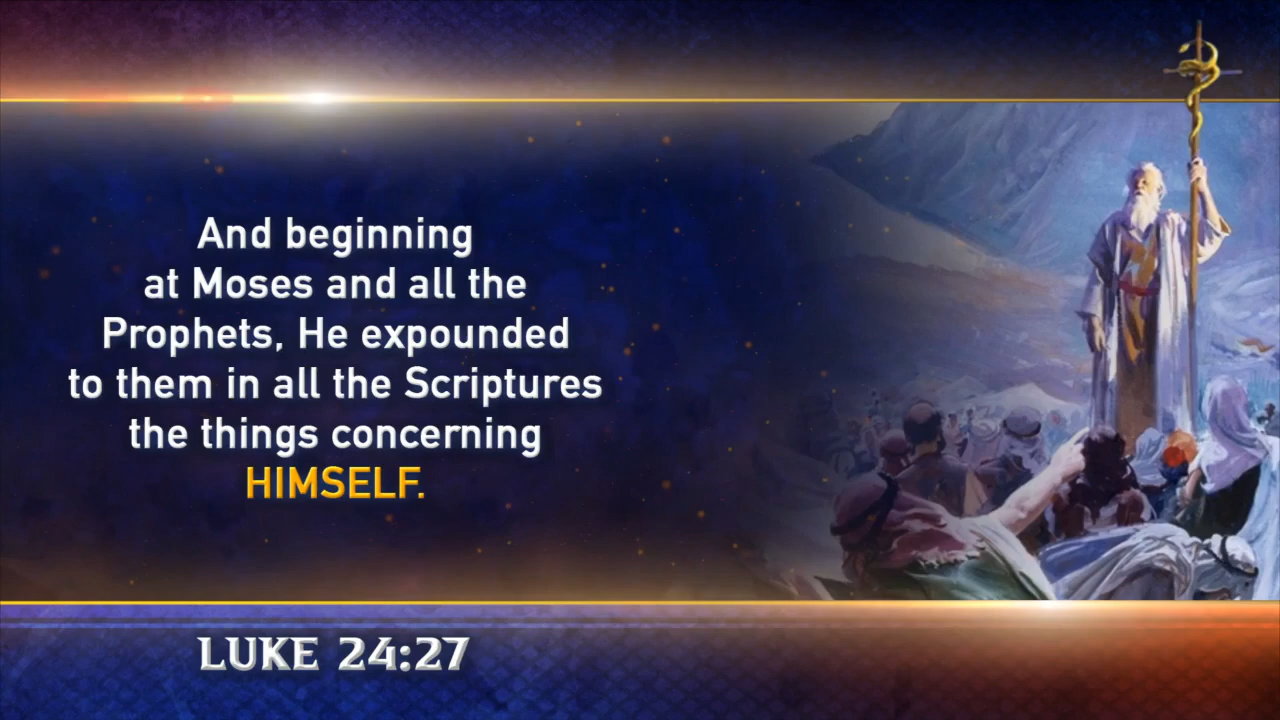 And beginning
at Moses and all the
Prophets, He expounded
to them in all the Scriptures
the things concerning
HIMSELF.
LUKE 24:27